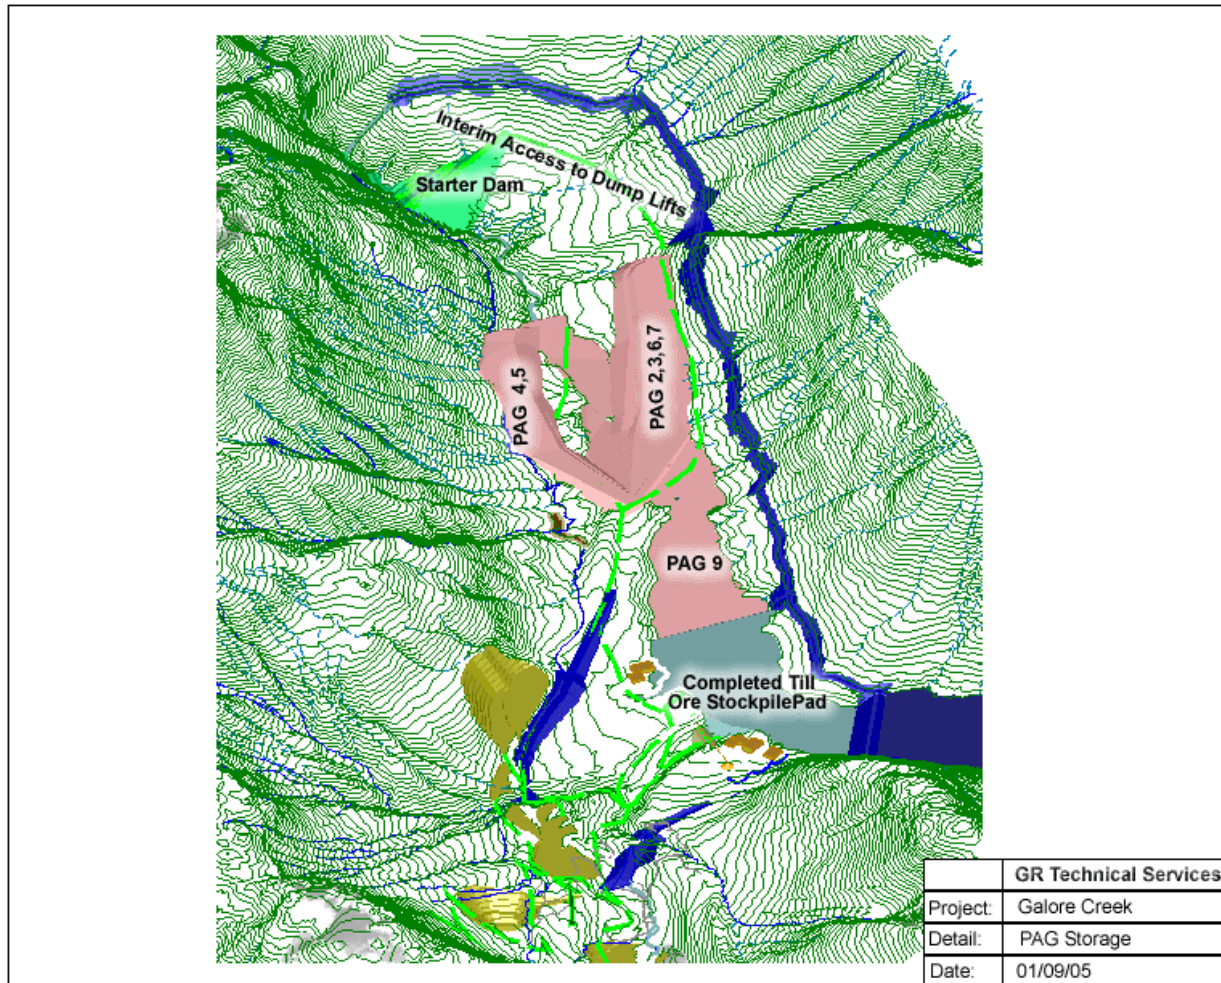 Interim Access to Dump Lifts
Starter Dam
PAG 4,5
PAG 2,3,6,7
PAG 9
Completed Till
Ore StockpilePad
GR Technical Services
Project: Galore Creek
Detail: PAG Storage
Date: 01/09/05